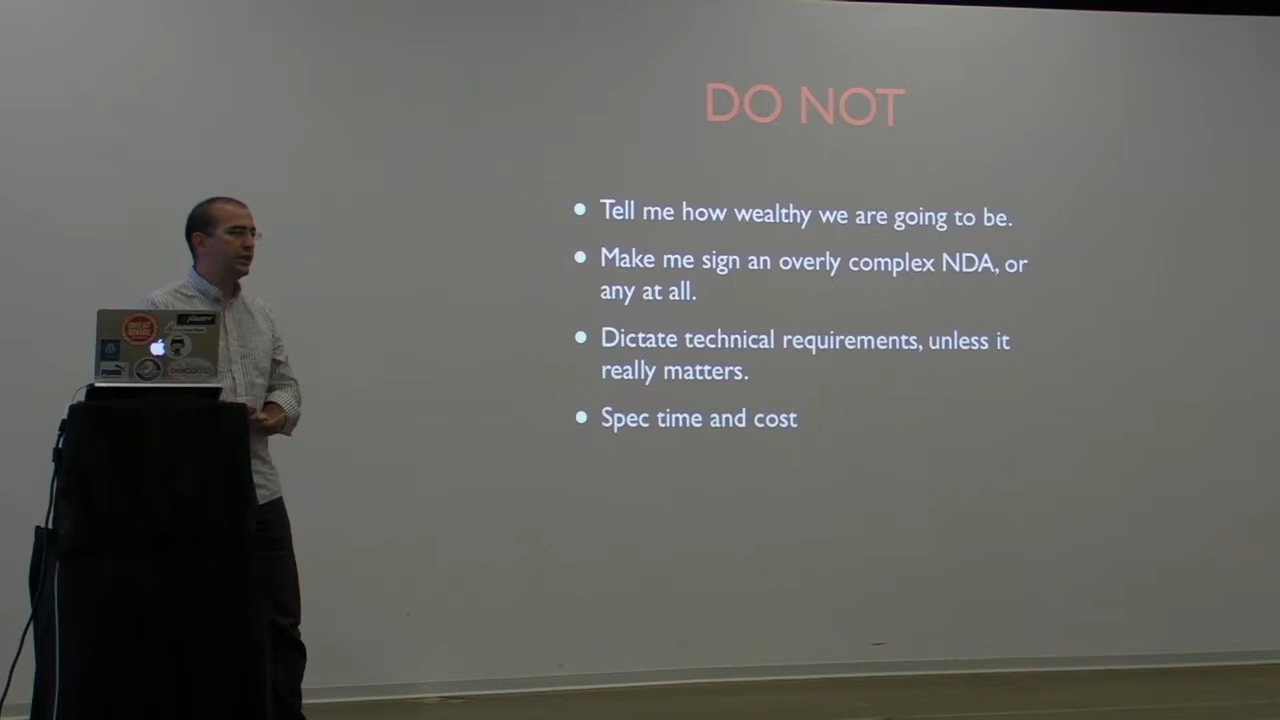 DO NOT
• Tell me how wealthy we are going to be.
• Make me sign an overly complex NDA, or
any at all.
• Dictate technical requirements, unless it
really matters.
• Spec time and cost